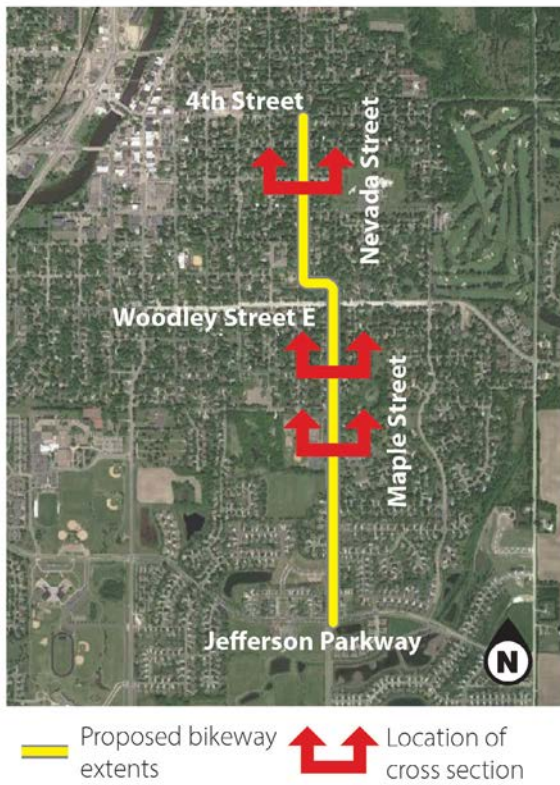 4th Street
Nevada Street
Woodley Street E
Maple Street
Jefferson Parkway
N
Proposed bikeway
extents
Location of
cross section